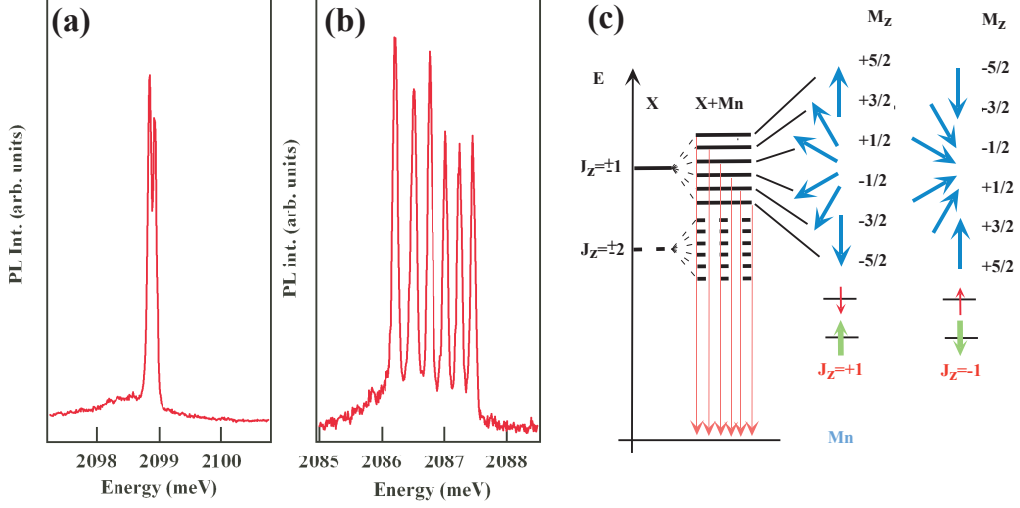 (a)
PL Int. (arb. units)
2098 2099 2100
Energy (meV)
(b)
PL int. (arb. units)
2085 2086 2087 2088
Energy (meV)
(c)
E
X
X+Mn
Jz=±1
Jz=±2
Mz
+5/2
+3/2
+1/2
-1/2
-3/2
-5/2
Jz=+1
Mz
-5/2
-3/2
-1/2
+1/2
+3/2
+5/2
Jz=-1
Mn